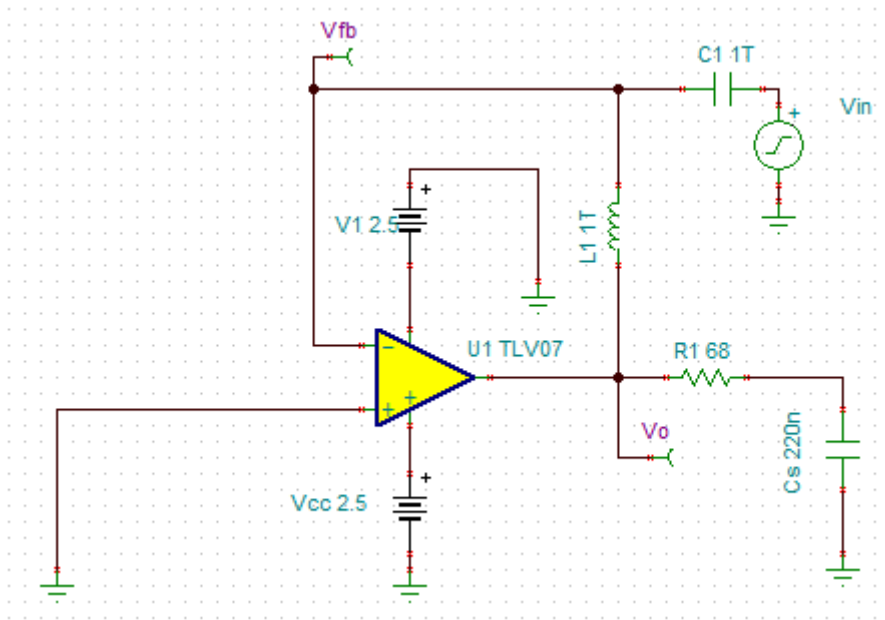 Vfb
C1 1T
+
Vin
+
V1 2.5
L1 1T
−
U1 TLV07
R1 68
+
+
Vo
Cs 220n
+
Vcc 2.5